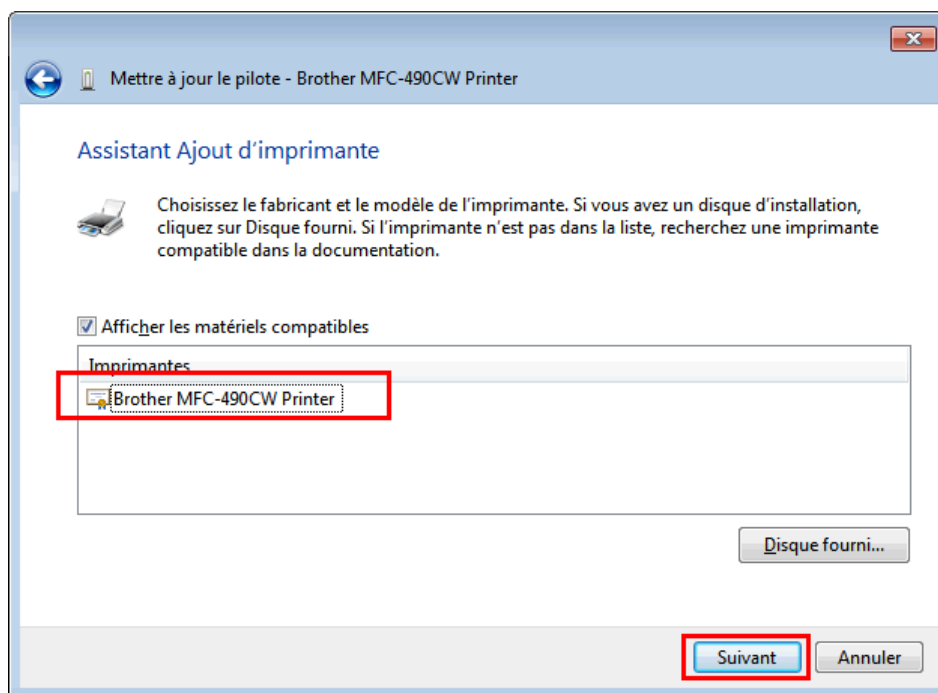 Mettre à jour le pilote - Brother MFC-490CW Printer
Assistant Ajout d’imprimante
Choisissez le fabricant et le modèle de l’imprimante. Si vous avez un disque d’installation,
cliquez sur Disque fourni. Si l’imprimante n’est pas dans la liste, recherchez une imprimante
compatible dans la documentation.
Afficher les matériels compatibles
Imprimantes
Brother MFC-490CW Printer
Disque fourni...
Suivant
Annuler